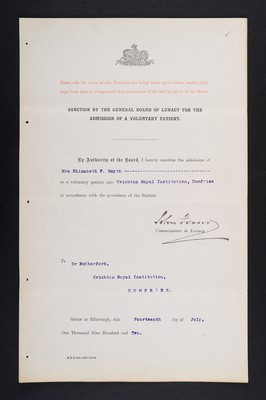 SANCTION BY THE GENERAL BOARD OF LUNACY FOR THE
ADMISSION OF A VOLUNTARY PATIENT.
By Authority of the Board, I hereby sanction the admission of
Mrs Elizabeth F. Smyth
as a voluntary patient into Crichton Royal Institution, Dumfries
in accordance with the provisions of the Statute.
Commissioner in Lunacy.
To
Dr Rutherford,
Crichton Royal Institution,
DUMFRIES.
Given at Edinburgh, this Fourteenth day of July,
One Thousand Nine Hundred and Two.